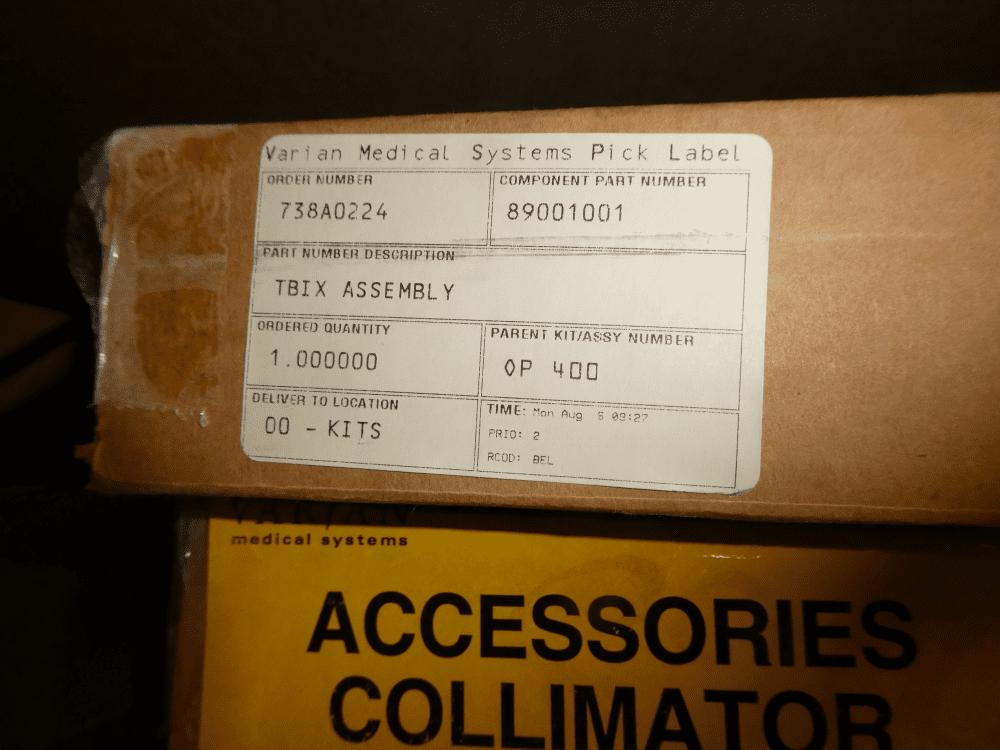 Varian Medical Systems Pick Label
ORDER NUMBER
738A0224
COMPONENT PART NUMBER
89001001
PART NUMBER DESCRIPTION
TBIX ASSEMBLY
ORDERED QUANTITY
1.000000
PARENT KIT/ASSY NUMBER
OP 400
DELIVER TO LOCATION
00 - KITS
TIME: Mon Aug 6 09:27
PRIO: 2
RCOD: BEL
VARIAN
medical systems
ACCESSORIES
COLLIMATOR